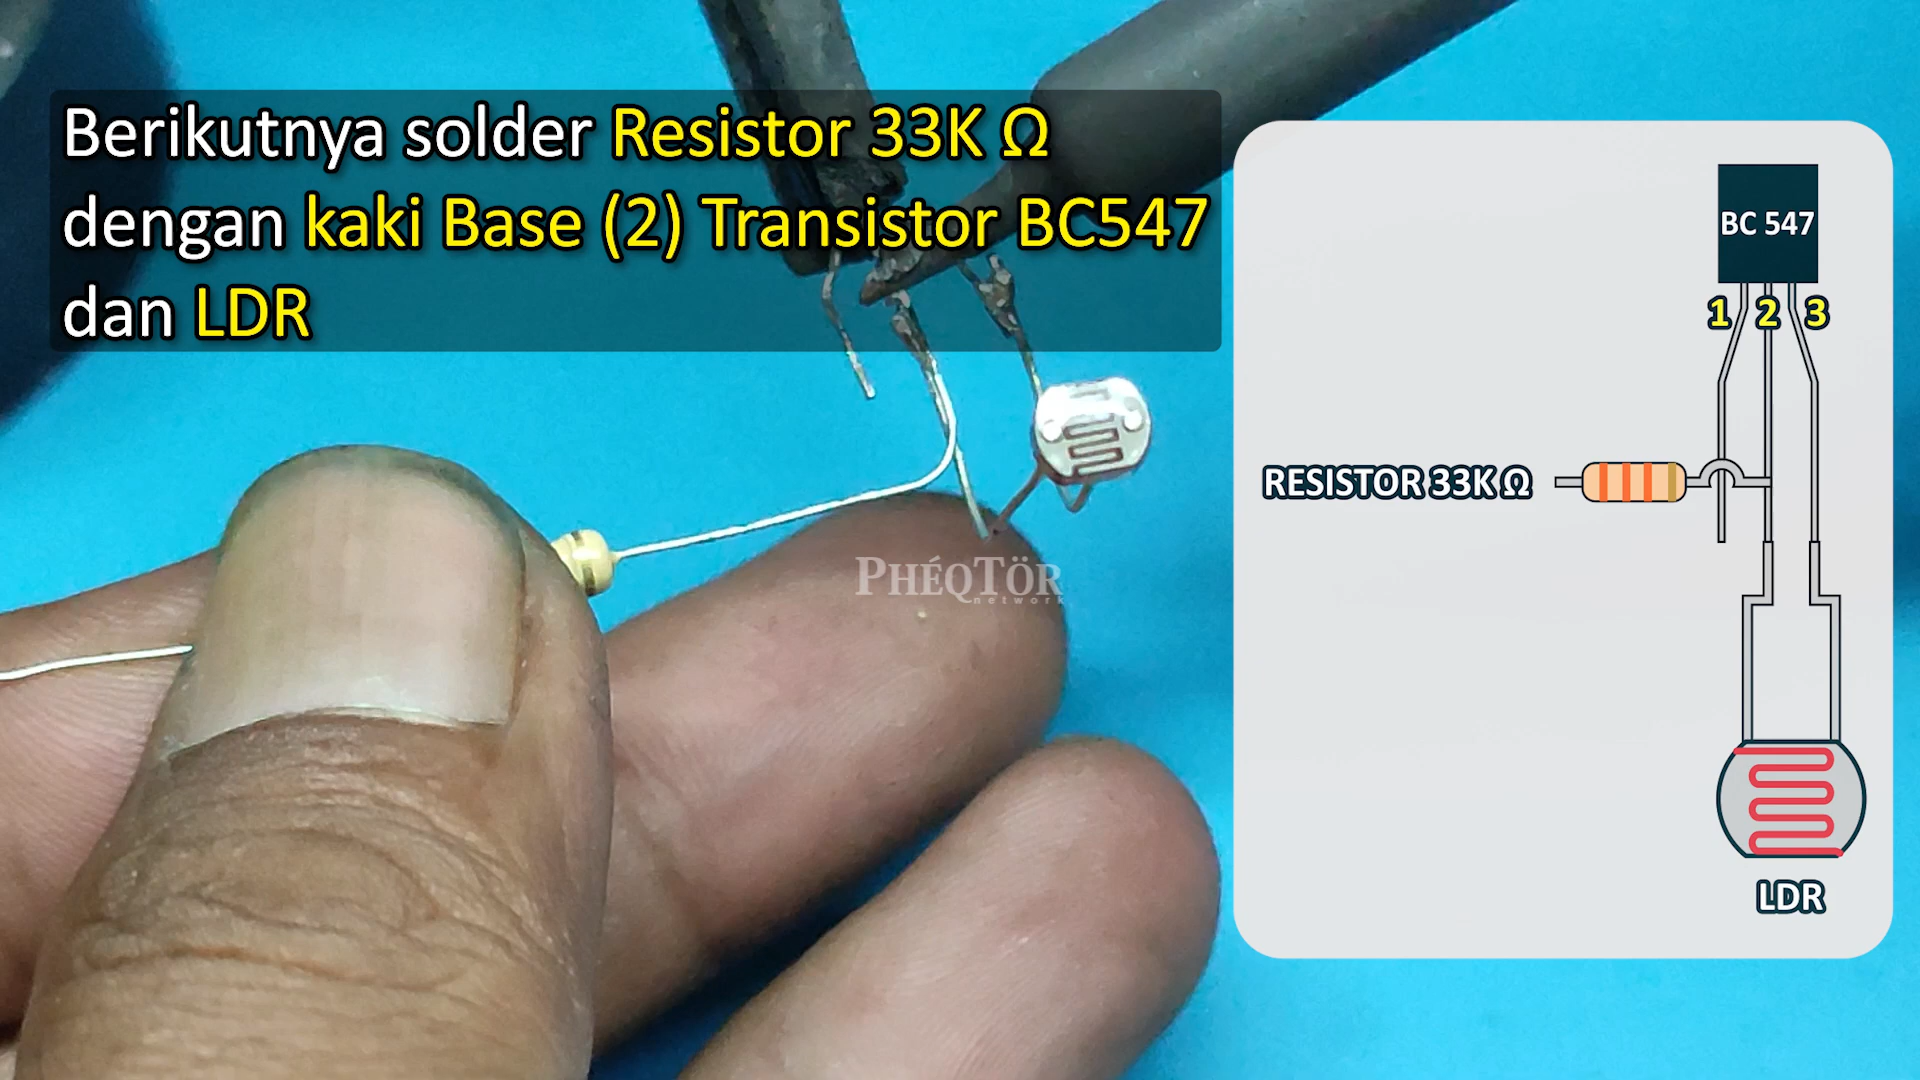 Berikutnya solder Resistor 33K Ω
dengan kaki Base (2) Transistor BC547
dan LDR
BC 547
1 2 3
RESISTOR 33K Ω
PHÉQTÖR
network
LDR